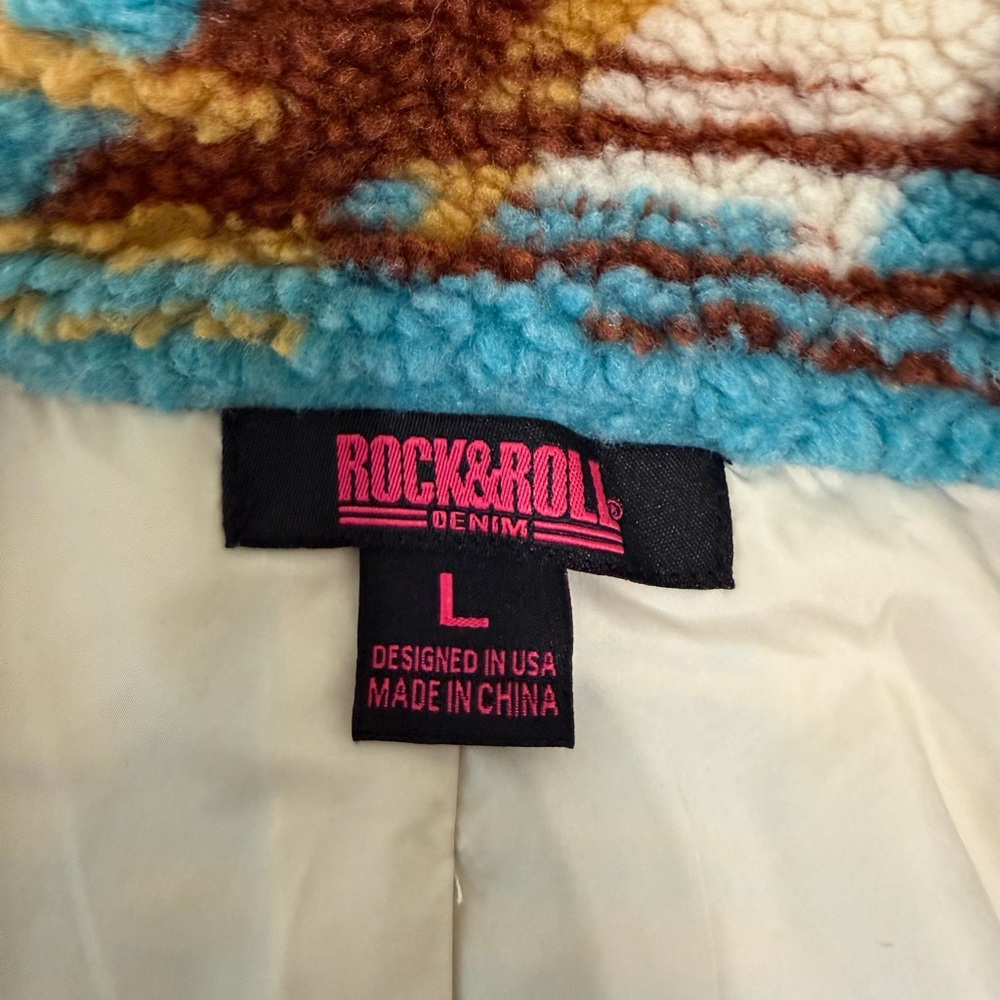 ROCK&ROLL®
DENIM
L
DESIGNED IN USA
MADE IN CHINA